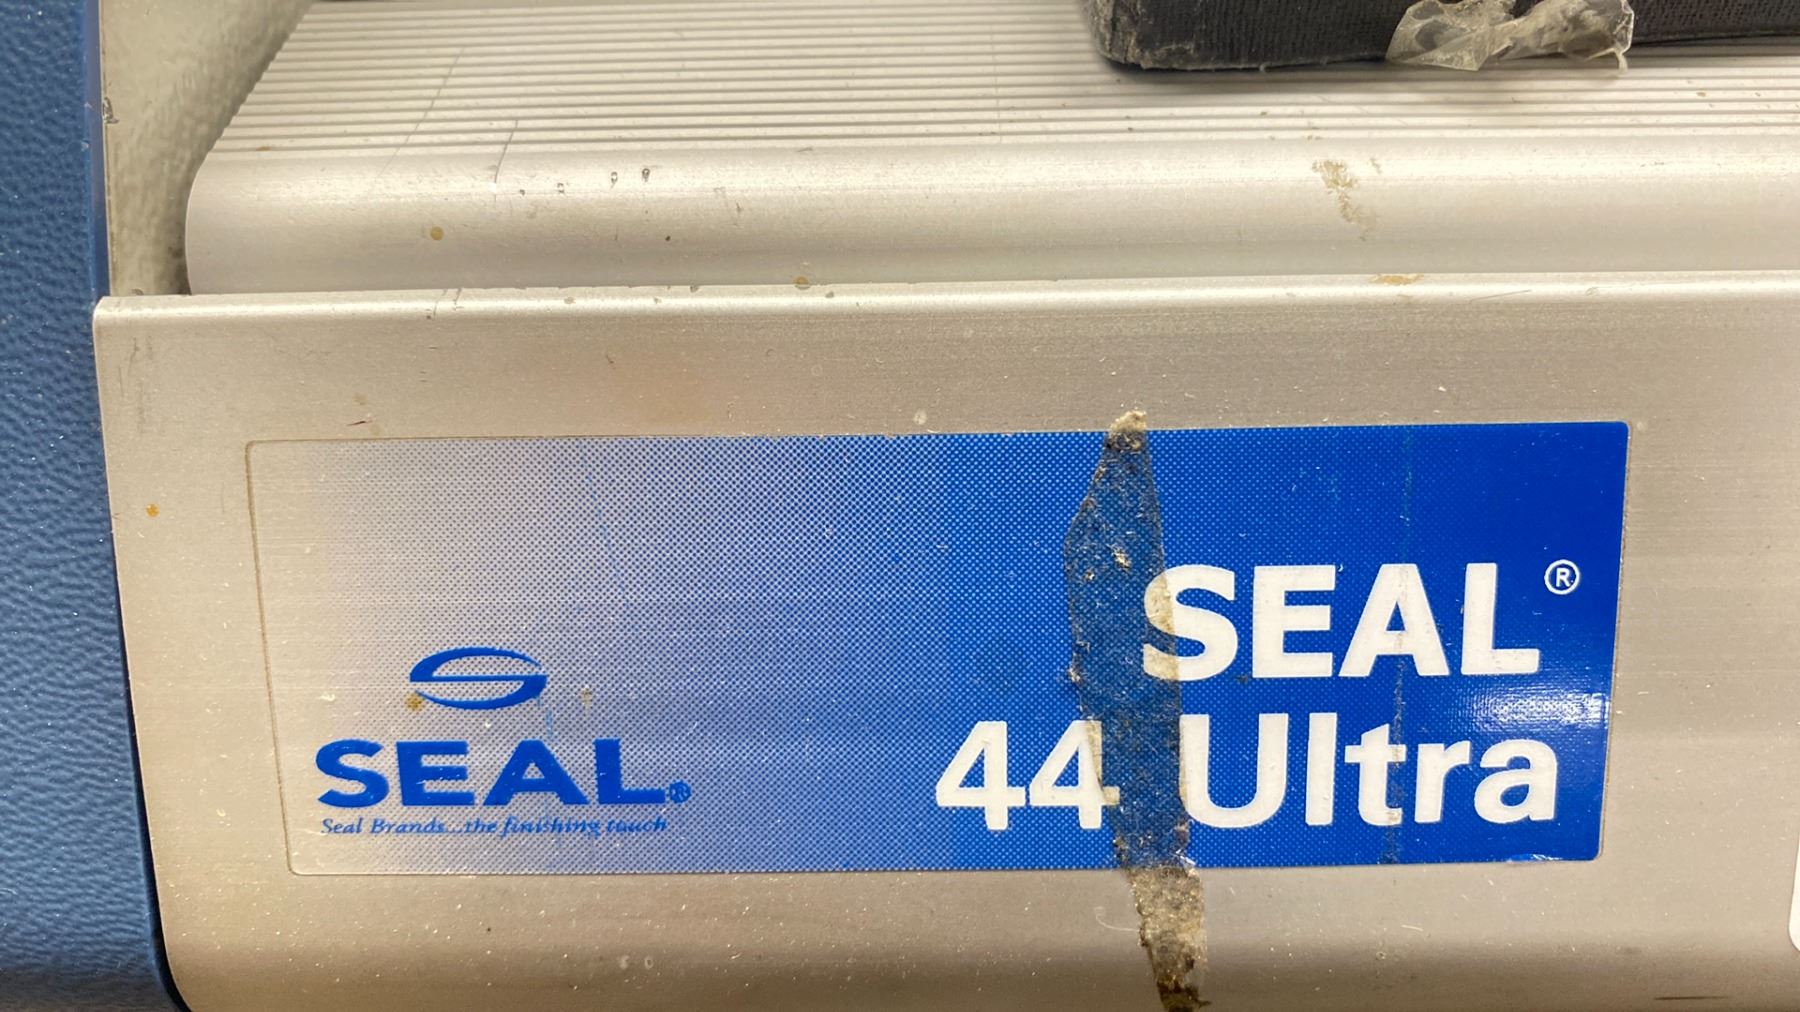 SEAL®
44 Ultra
SEAL®
Seal Brands...the finishing touch